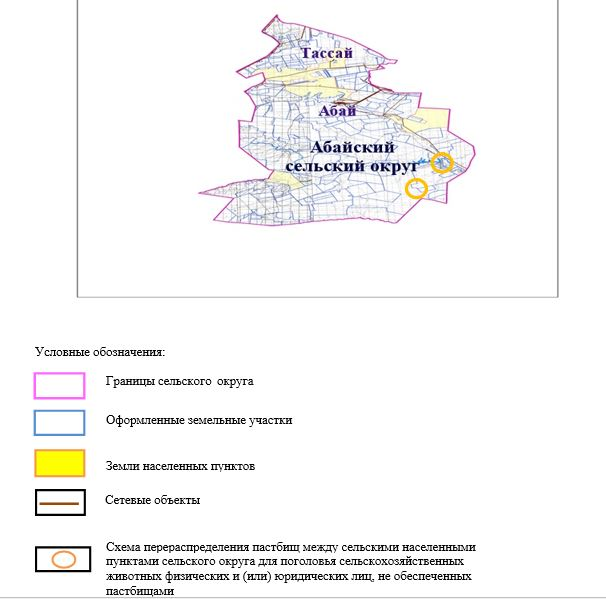 Тассай
Абай
Абайский
сельский округ
Условные обозначения:
Границы сельского округа
Оформленные земельные участки
Земли населенных пунктов
Сетевые объекты
Схема перераспределения пастбищ между сельскими населенными
пунктами сельского округа для поголовья сельскохозяйственных
животных физических и (или) юридических лиц, не обеспеченных
пастбищами